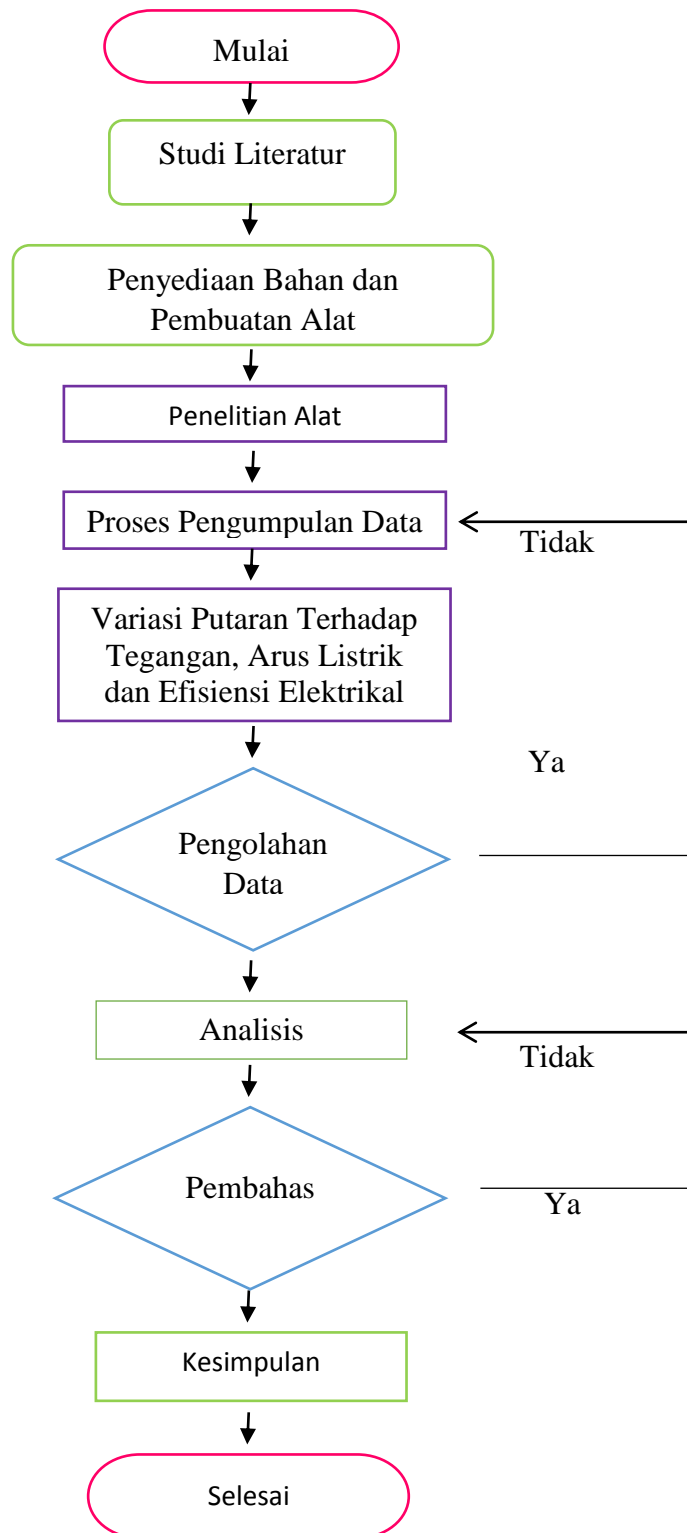 Mulai
Studi Literatur
Penyediaan Bahan dan
Pembuatan Alat
Penelitian Alat
Proses Pengumpulan Data
Tidak
Variasi Putaran Terhadap
Tegangan, Arus Listrik
dan Efisiensi Elektrikal
Ya
Pengolahan
Data
Analisis
Tidak
Pembahas
Ya
Kesimpulan
Selesai